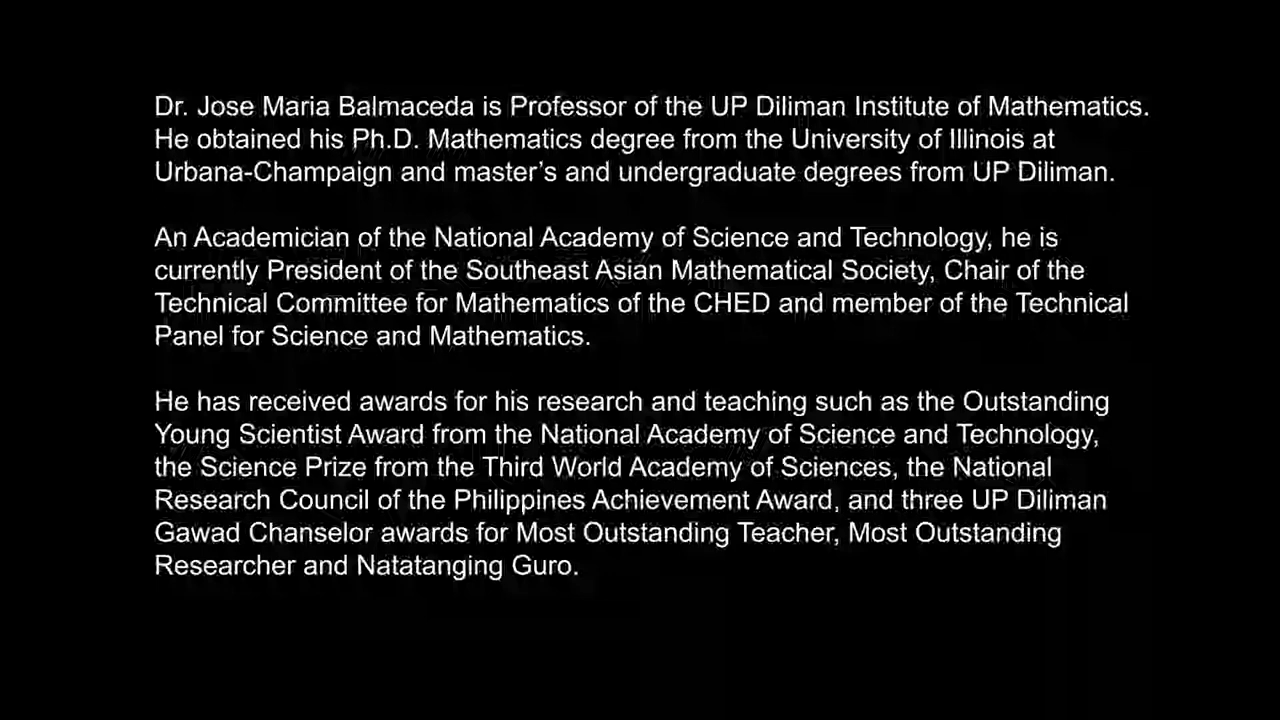 Dr. Jose Maria Balmaceda is Professor of the UP Diliman Institute of Mathematics.
He obtained his Ph.D. Mathematics degree from the University of Illinois at
Urbana-Champaign and master’s and undergraduate degrees from UP Diliman.
An Academician of the National Academy of Science and Technology, he is
currently President of the Southeast Asian Mathematical Society, Chair of the
Technical Committee for Mathematics of the CHED and member of the Technical
Panel for Science and Mathematics.
He has received awards for his research and teaching such as the Outstanding
Young Scientist Award from the National Academy of Science and Technology,
the Science Prize from the Third World Academy of Sciences, the National
Research Council of the Philippines Achievement Award, and three UP Diliman
Gawad Chanselor awards for Most Outstanding Teacher, Most Outstanding
Researcher and Natatanging Guro.